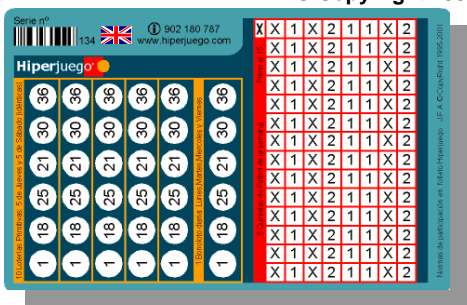 Serie nº
134
902 180 787
www.hiperjuego.com
Hiperjuego
10 Loterías Primitivas: 5 de Jueves y 5 de Sábado (idénticas)
36 36 36 36 36
30 30 30 30 30
21 21 21 21 21
25 25 25 25 25
18 18 18 18 18
1 1 1 1 1
1 Bonoloto diaria: Lunes, Martes, Miércoles y Viernes
36
30
21
25
18
1
Pleno al 15
6 Quinielas de Fútbol de la semana
X X 1 X 2 1 1 X 2
X 1 X 2 1 1 X 2
X 1 X 2 1 1 X 2
X 1 X 2 1 1 X 2
X 1 X 2 1 1 X 2
X 1 X 2 1 1 X 2
X 1 X 2 1 1 X 2
X 1 X 2 1 1 X 2
X 1 X 2 1 1 X 2
X 1 X 2 1 1 X 2
X 1 X 2 1 1 X 2
X 1 X 2 1 1 X 2
X 1 X 2 1 1 X 2
X 1 X 2 1 1 X 2
X 1 X 2 1 1 X 2
Normas de participación en folleto Hiperjuego J.F.A. © CopyRight 1995-2001